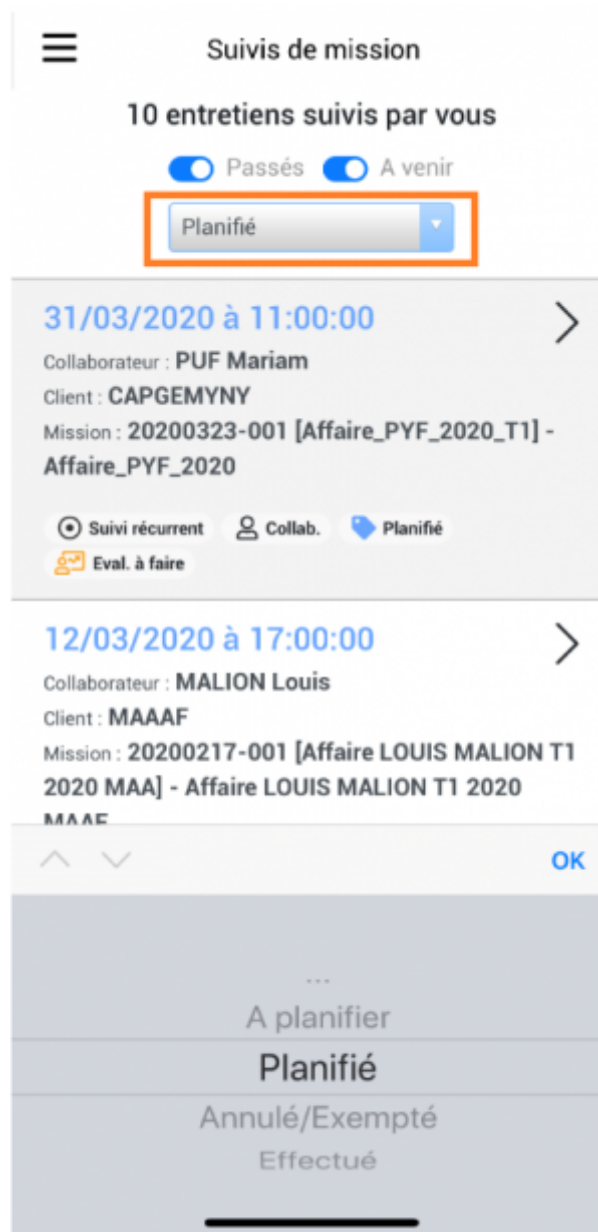 Suivis de mission
10 entretiens suivis par vous
Passés A venir
Planifié
31/03/2020 à 11:00:00
Collaborateur : PUF Mariam
Client : CAPGEMYNY
Mission : 20200323-001 [Affaire_PYF_2020_T1] -
Affaire_PYF_2020
Suivi récurrent Collab. Planifié
Eval. à faire
12/03/2020 à 17:00:00
Collaborateur : MALION Louis
Client : MAAAF
Mission : 20200217-001 [Affaire LOUIS MALION T1
2020 MAA] - Affaire LOUIS MALION T1 2020
MAAF
OK
...
A planifier
Planifié
Annulé/Exempté
Effectué